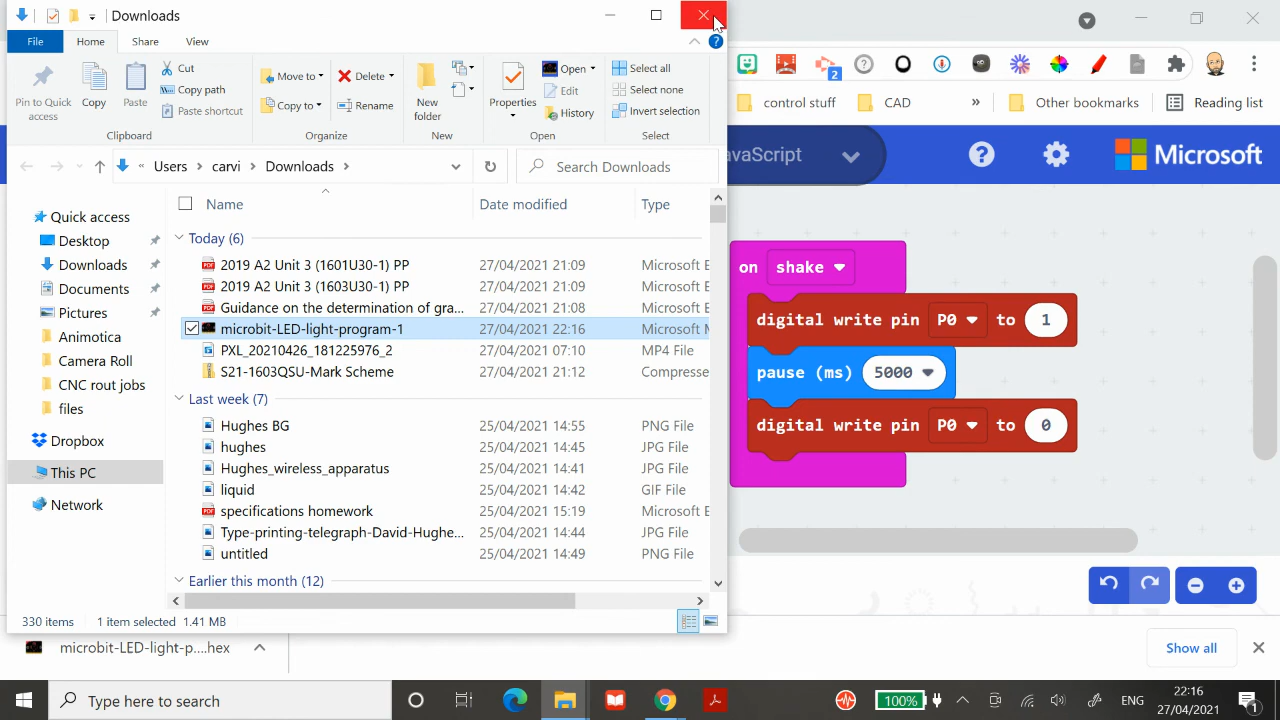 Downloads
File Home Share View
Pin to Quick access
Copy
Paste
Cut
Copy path
Paste shortcut
Clipboard
Move to
Copy to
Delete
Rename
Organize
New folder
New
Properties
Open
Edit
History
Open
Select all
Select none
Invert selection
Select
« Users > carvi > Downloads >
Search Downloads
Name Date modified Type
Quick access
Desktop
Downloads
Documents
Pictures
Animotica
Camera Roll
CNC rout jobs
files
Dropbox
This PC
Network
Today (6)
2019 A2 Unit 3 (1601U30-1) PP 27/04/2021 21:09 Microsoft E
2019 A2 Unit 3 (1603U30-1) PP 27/04/2021 21:09 Microsoft E
Guidance on the determination of gra... 27/04/2021 21:08 Microsoft E
microbit-LED-light-program-1 27/04/2021 22:16 Microsoft M
PXL_20210426_181225976_2 27/04/2021 07:10 MP4 File
S21-1603QSU-Mark Scheme 27/04/2021 21:12 Compresse
Last week (7)
Hughes BG 25/04/2021 14:55 PNG File
hughes 25/04/2021 14:45 JPG File
Hughes_wireless_apparatus 25/04/2021 14:41 JPG File
liquid 25/04/2021 14:42 GIF File
specifications homework 25/04/2021 15:19 Microsoft E
Type-printing-telegraph-David-Hughe... 25/04/2021 14:44 JPG File
untitled 25/04/2021 14:49 PNG File
Earlier this month (12)
330 items 1 item selected 1.41 MB
2
control stuff CAD » Other bookmarks Reading list
avaScript
Microsoft
on shake
digital write pin P0 to 1
pause (ms) 5000
digital write pin P0 to 0
microbit-LED-light-p....hex
Show all
Type here to search
100%
ENG
22:16
27/04/2021
1